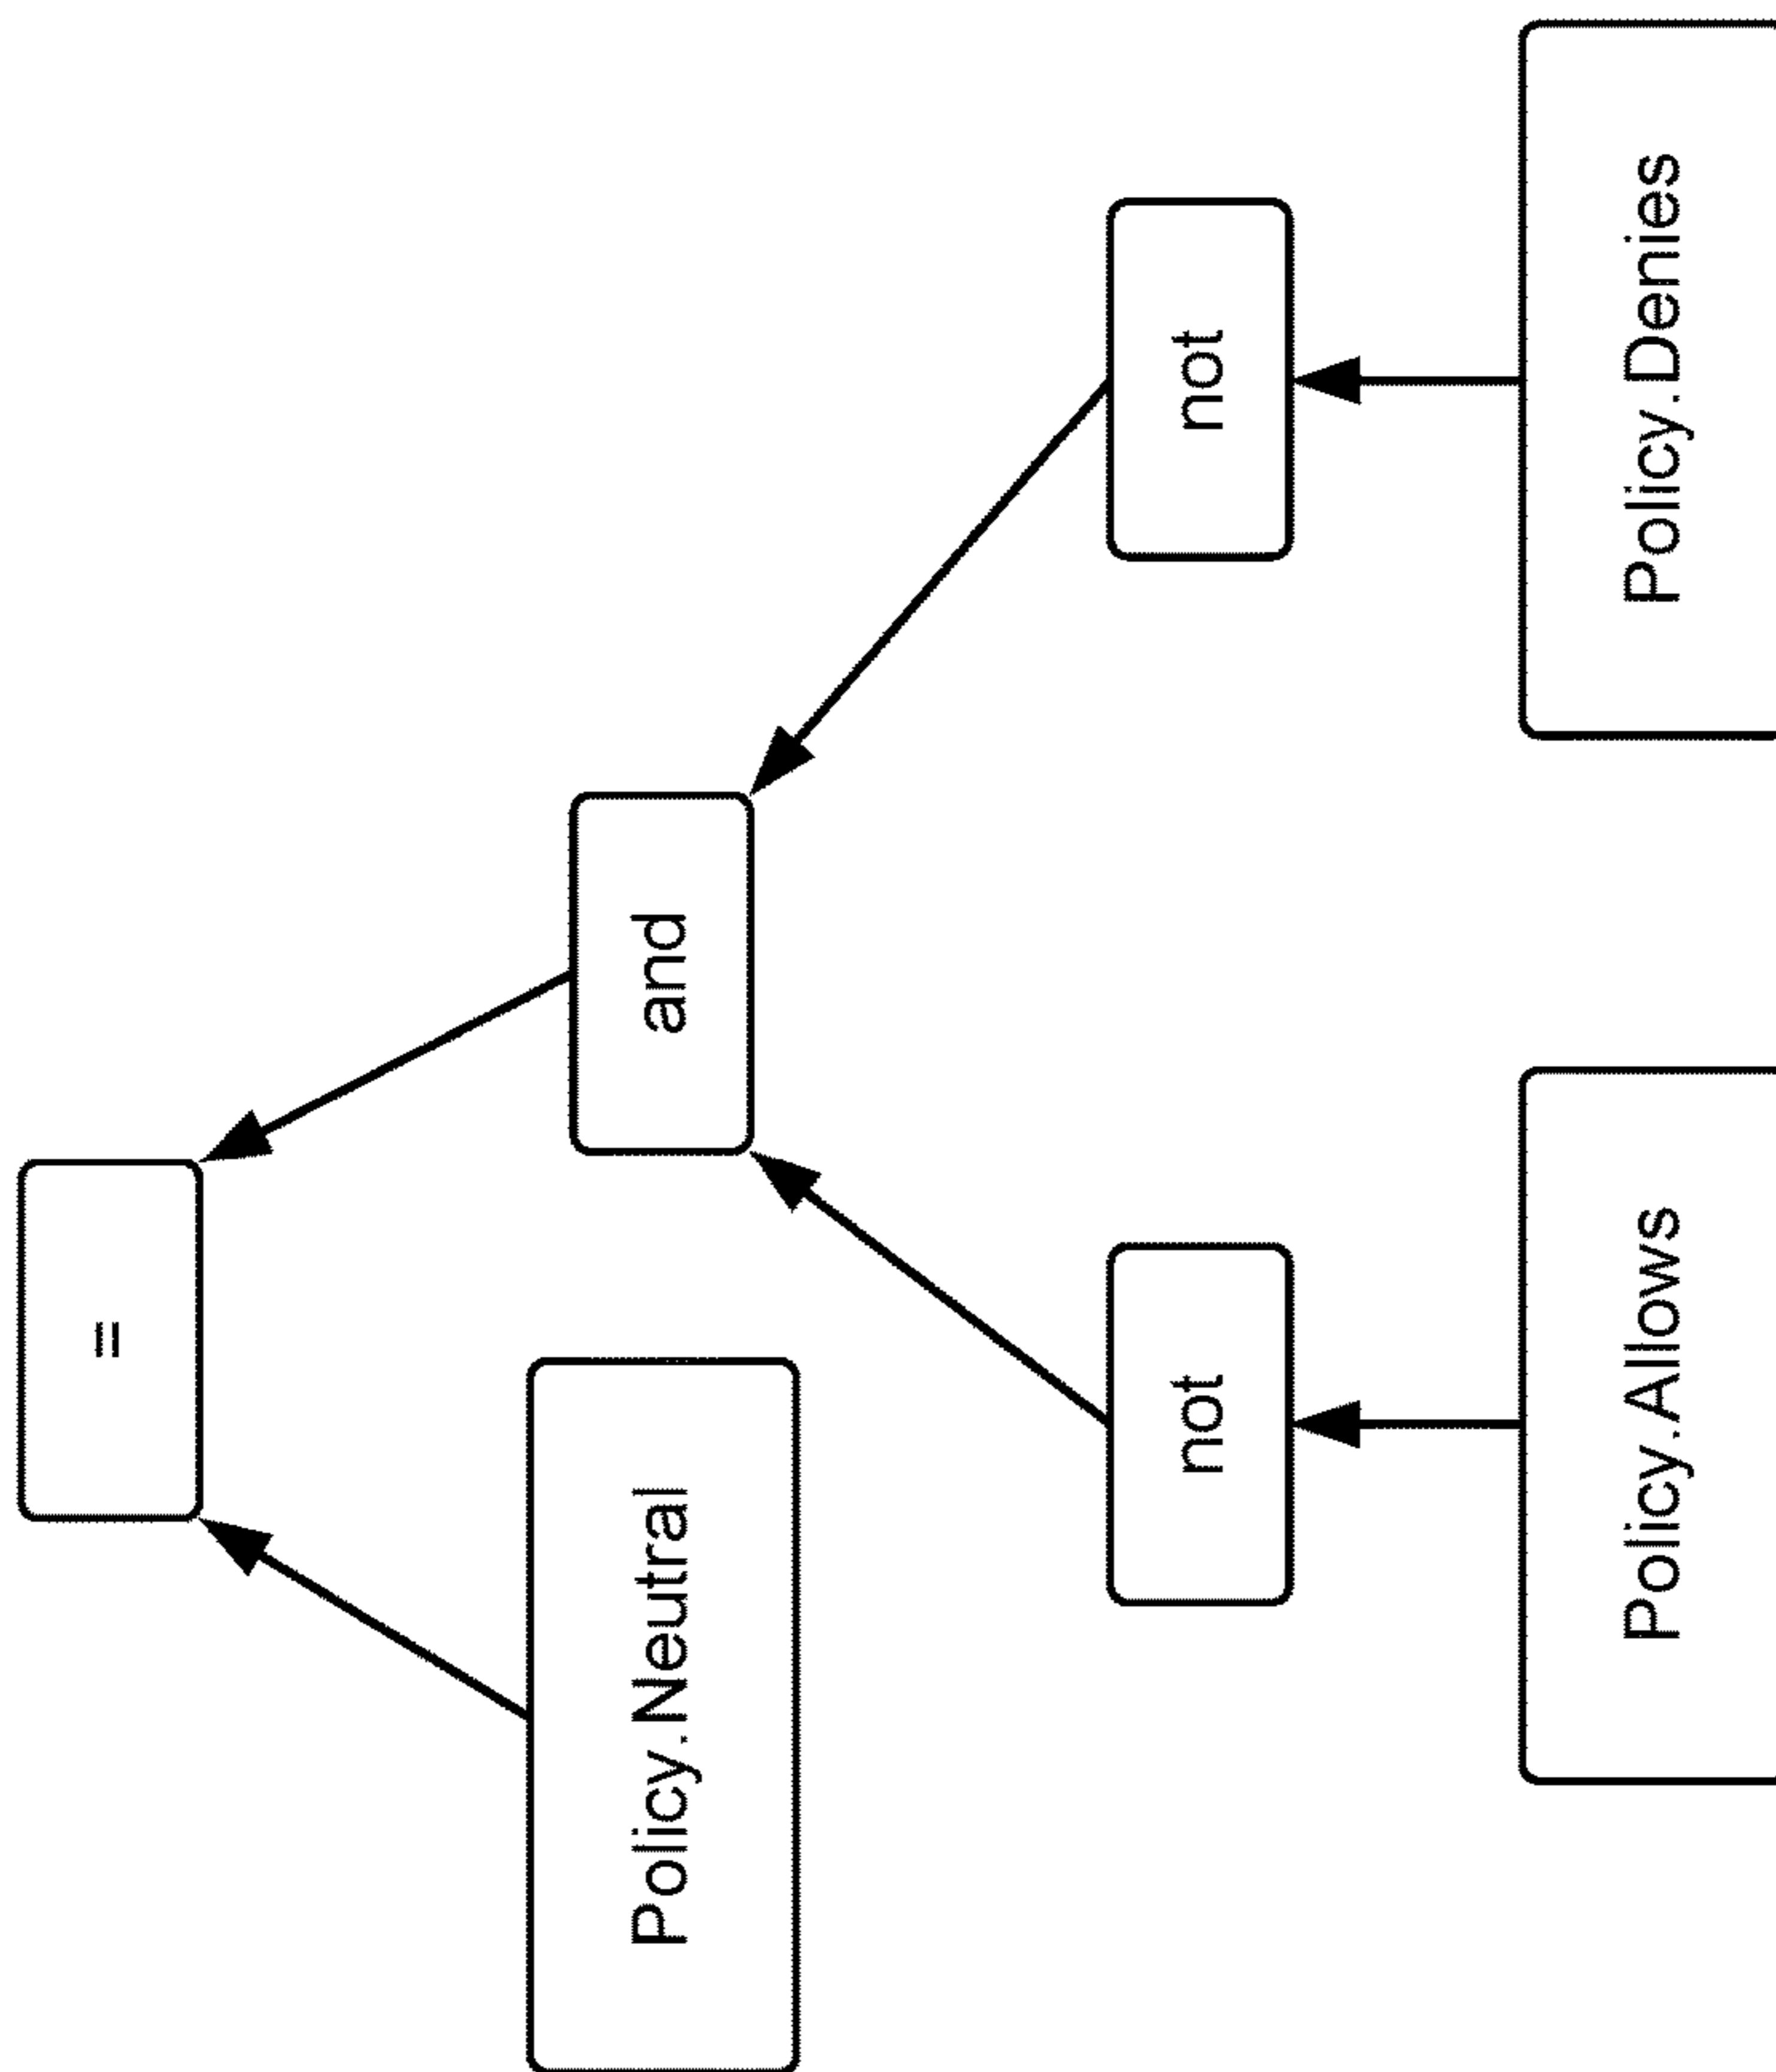 =
Policy.Neutral
and
not
not
Policy.Allows
Policy.Denies